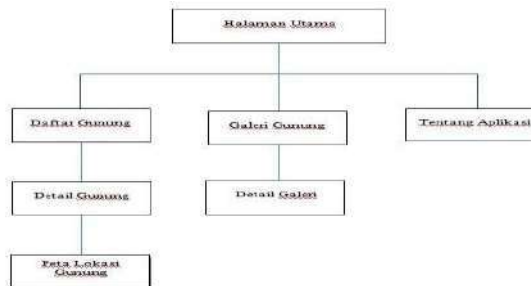 Halaman Utama
Daftar Gunung
Galeri Gunung
Tentang Aplikasi
Detail Gunung
Detail Galeri
Peta Lokasi
Gunung